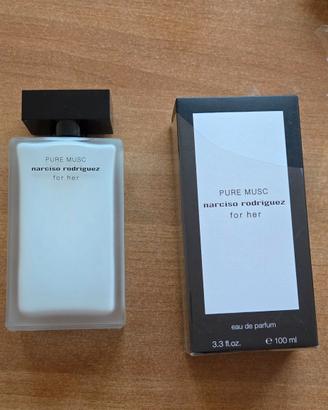 PURE MUSC
narciso rodriguez
for her
PURE MUSC
narciso rodriguez
for her
eau de parfum
3.3 fl.oz. ℮ 100 ml